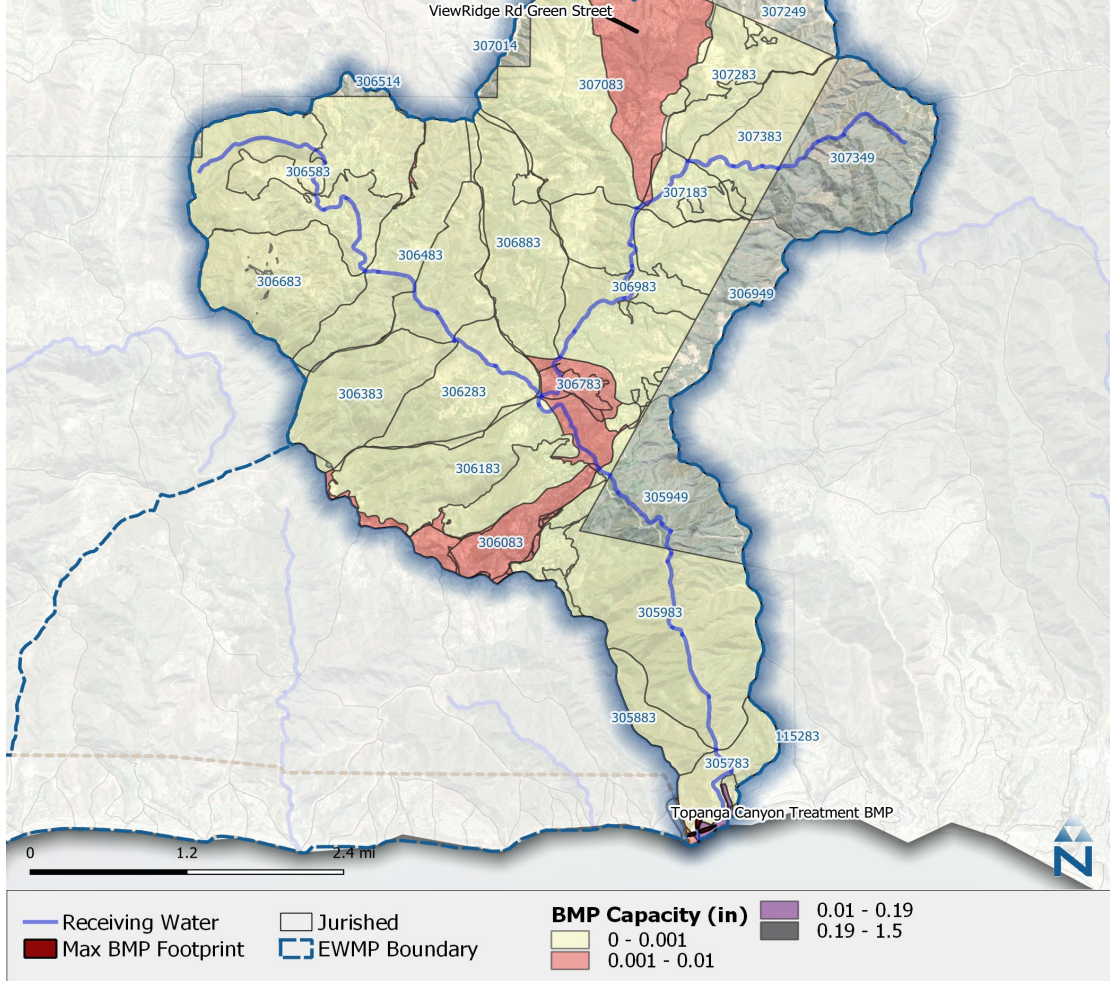 ViewRidge Rd Green Street
307249
307014
307283
306514
307083
307383
307349
306583
307183
306883
306483
306683
306983
306949
306783
306383
306283
306183
305949
306083
305983
305883
115283
305783
Topanga Canyon Treatment BMP
0 1.2 2.4 mi
N
Receiving Water
Max BMP Footprint
Jurished
EWMP Boundary
BMP Capacity (in)
0 - 0.001
0.001 - 0.01
0.01 - 0.19
0.19 - 1.5